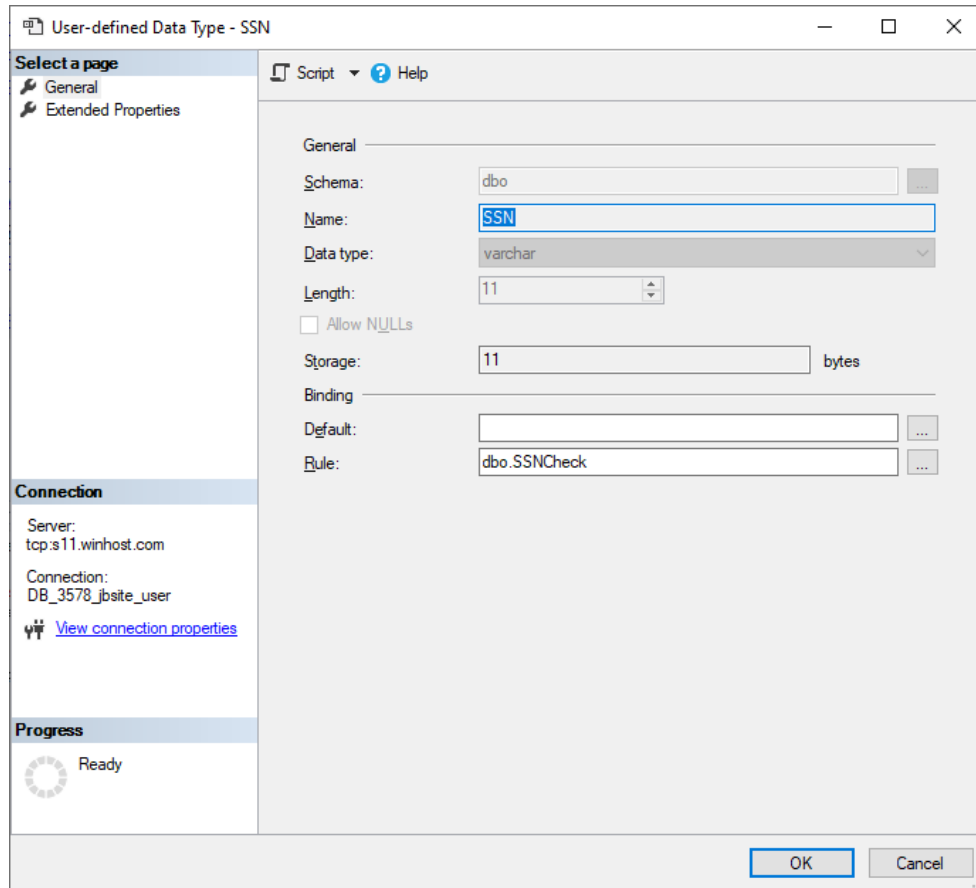 User-defined Data Type - SSN
Select a page
General
Extended Properties
Script
Help
General
Schema:
dbo
...
Name:
SSN
Data type:
varchar
Length:
11
Allow NULLs
Storage:
11
bytes
Binding
Default:
...
Rule:
dbo.SSNCheck
...
Connection
Server:
tcp:s11.winhost.com
Connection:
DB_3578_jbsite_user
View connection properties
Progress
Ready
OK
Cancel